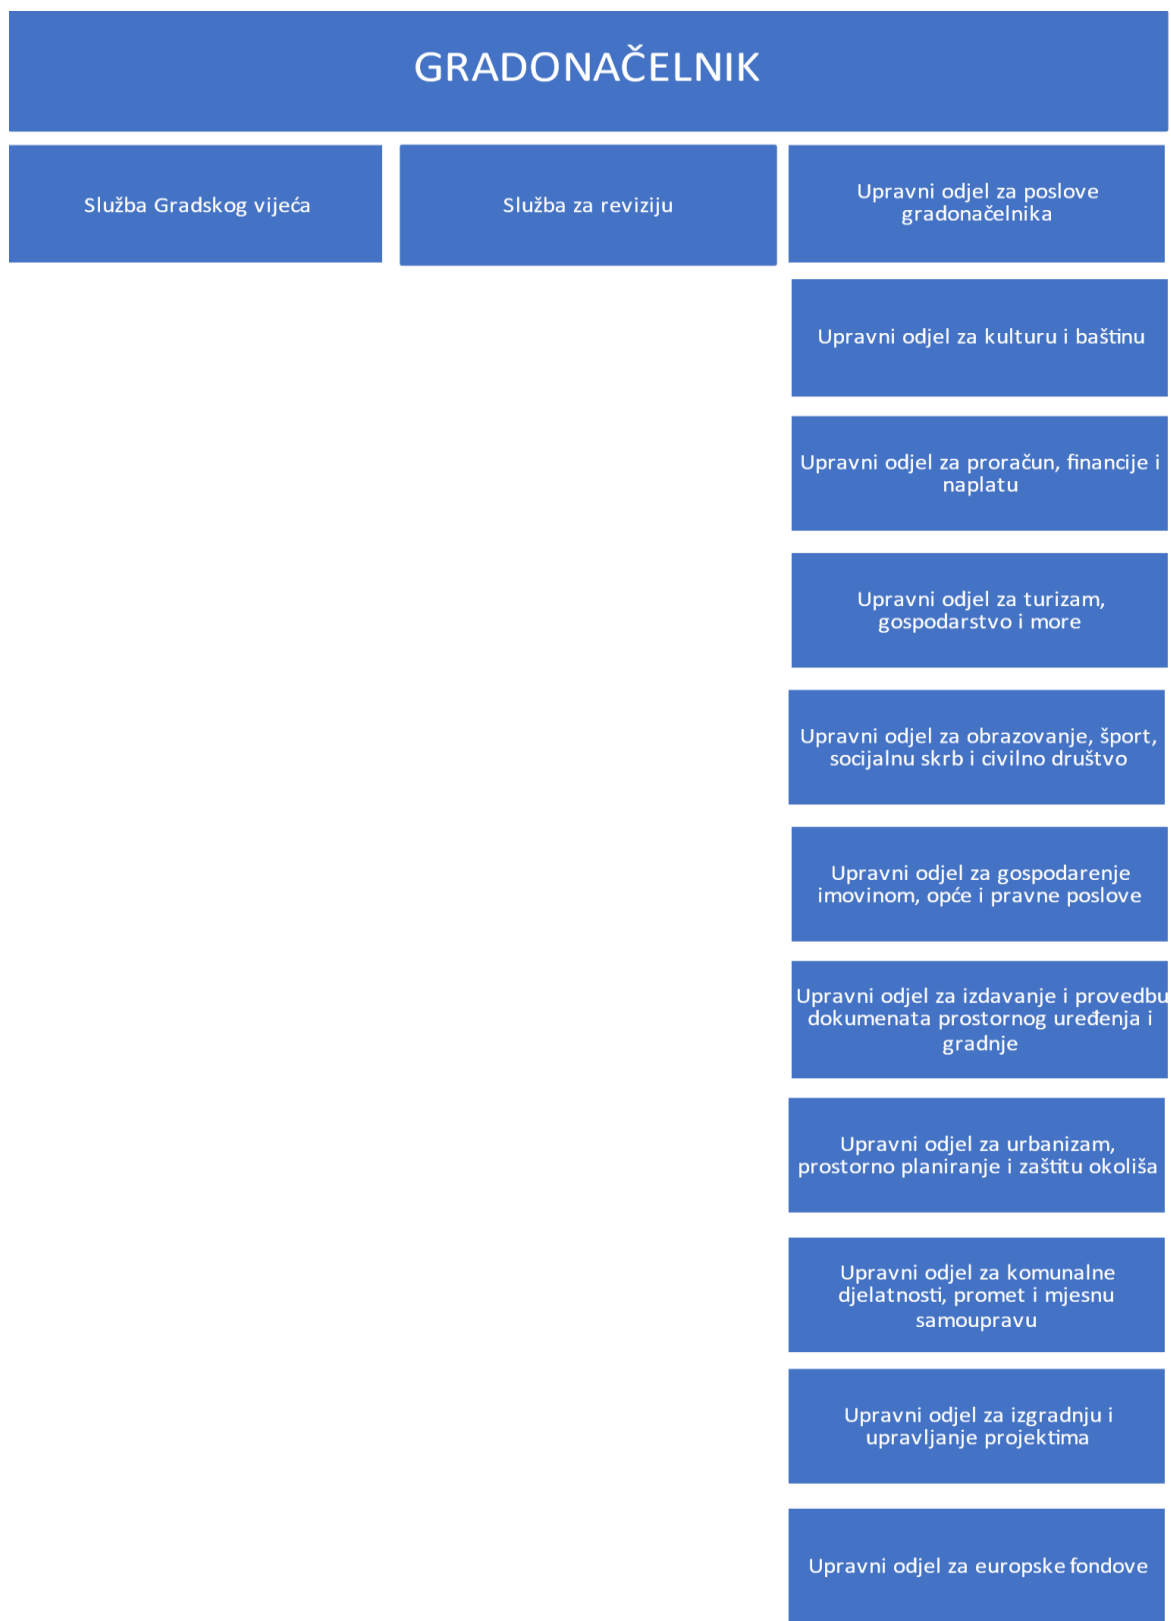 GRADONAČELNIK
Služba Gradskog vijeća
Služba za reviziju
Upravni odjel za poslove
gradonačelnika
Upravni odjel za kulturu i baštinu
Upravni odjel za proračun, financije i
naplatu
Upravni odjel za turizam,
gospodarstvo i more
Upravni odjel za obrazovanje, šport,
socijalnu skrb i civilno društvo
Upravni odjel za gospodarenje
imovinom, opće i pravne poslove
Upravni odjel za izdavanje i provedbu
dokumenata prostornog uređenja i
gradnje
Upravni odjel za urbanizam,
prostorno planiranje i zaštitu okoliša
Upravni odjel za komunalne
djelatnosti, promet i mjesnu
samoupravu
Upravni odjel za izgradnju i
upravljanje projektima
Upravni odjel za europske fondove